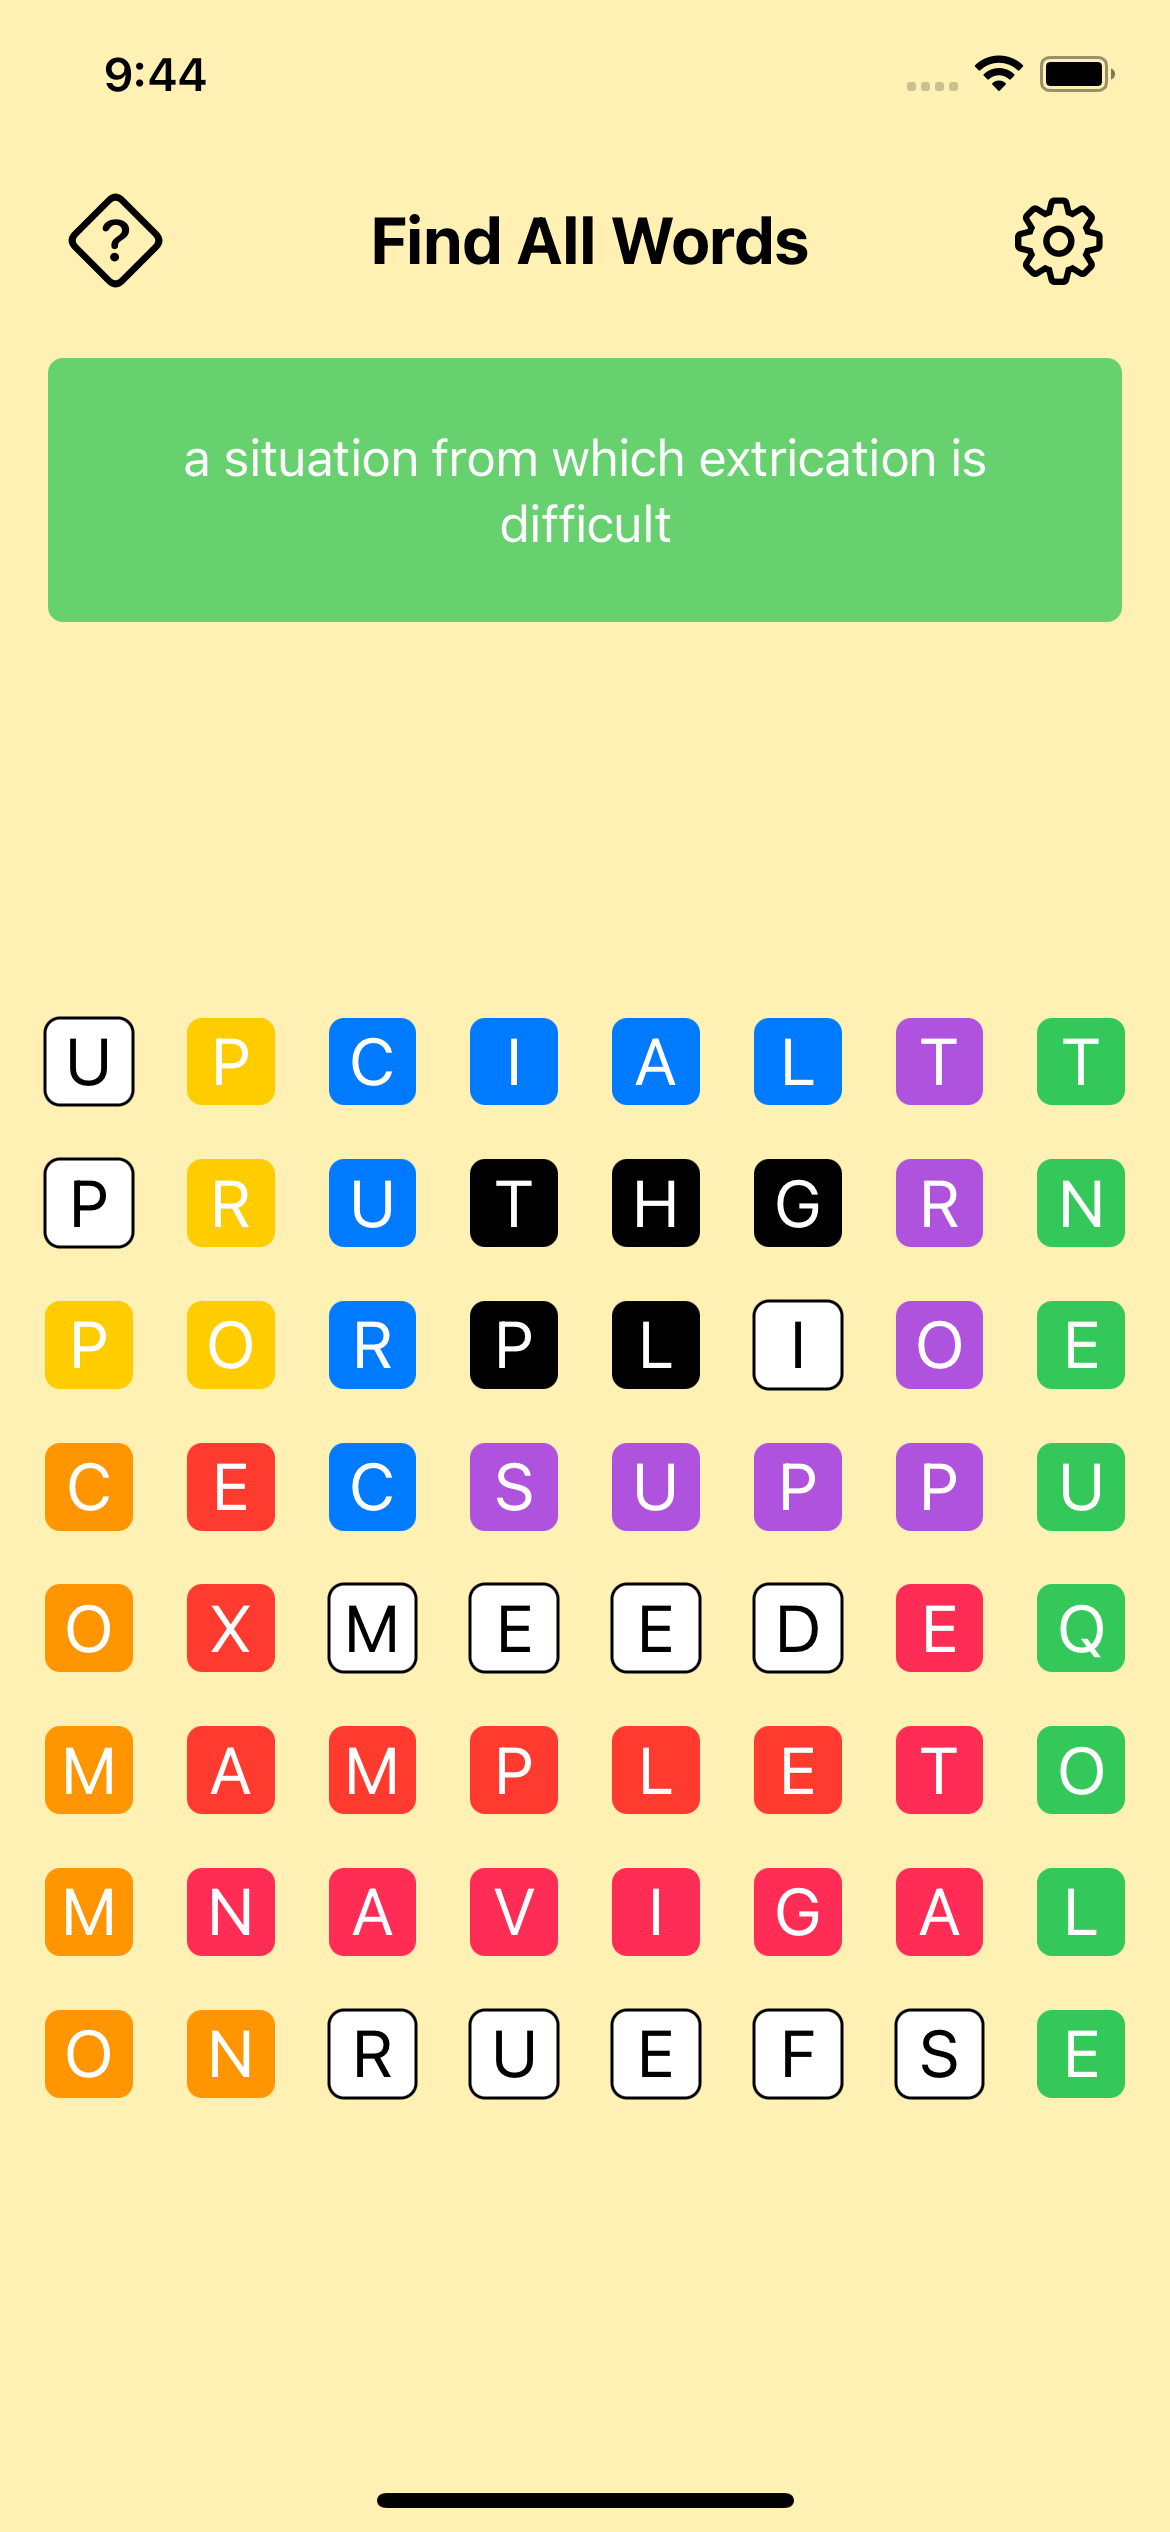 9:44
?
Find All Words
a situation from which extrication is
difficult
U P C I A L T T
P R U T H G R N
P O R P L I O E
C E C S U P P U
O X M E E D E Q
M A M P L E T O
M N A V I G A L
O N R U E F S E